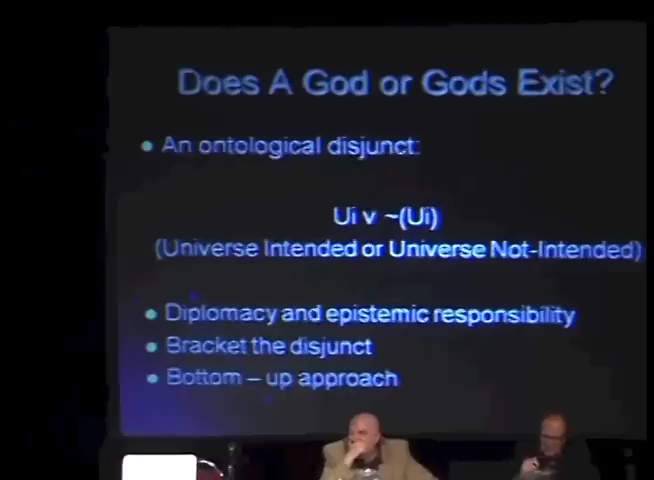 Does A God or Gods Exist?
• An ontological disjunct:
Ui v ~(Ui)
(Universe Intended or Universe Not-Intended)
• Diplomacy and epistemic responsibility
• Bracket the disjunct
• Bottom – up approach